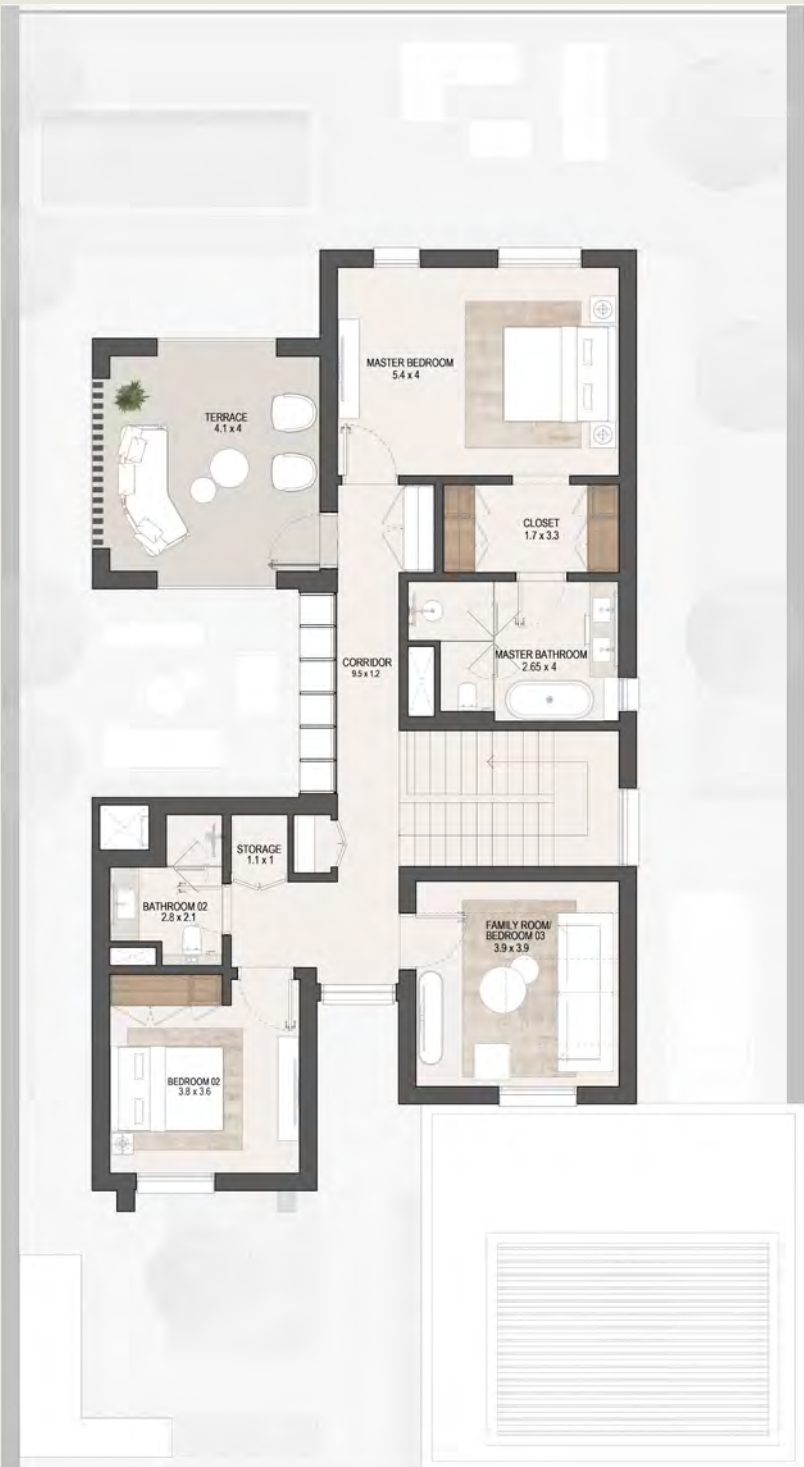 MASTER BEDROOM
5.4 x 4
TERRACE
4.1 x 4
CLOSET
1.7 x 3.3
MASTER BATHROOM
2.65 x 4
CORRIDOR
9.5 x 1.2
STORAGE
1.1 x 1
BATHROOM 02
2.8 x 2.1
FAMILY ROOM/
BEDROOM 03
3.9 x 3.9
BEDROOM 02
3.8 x 3.6